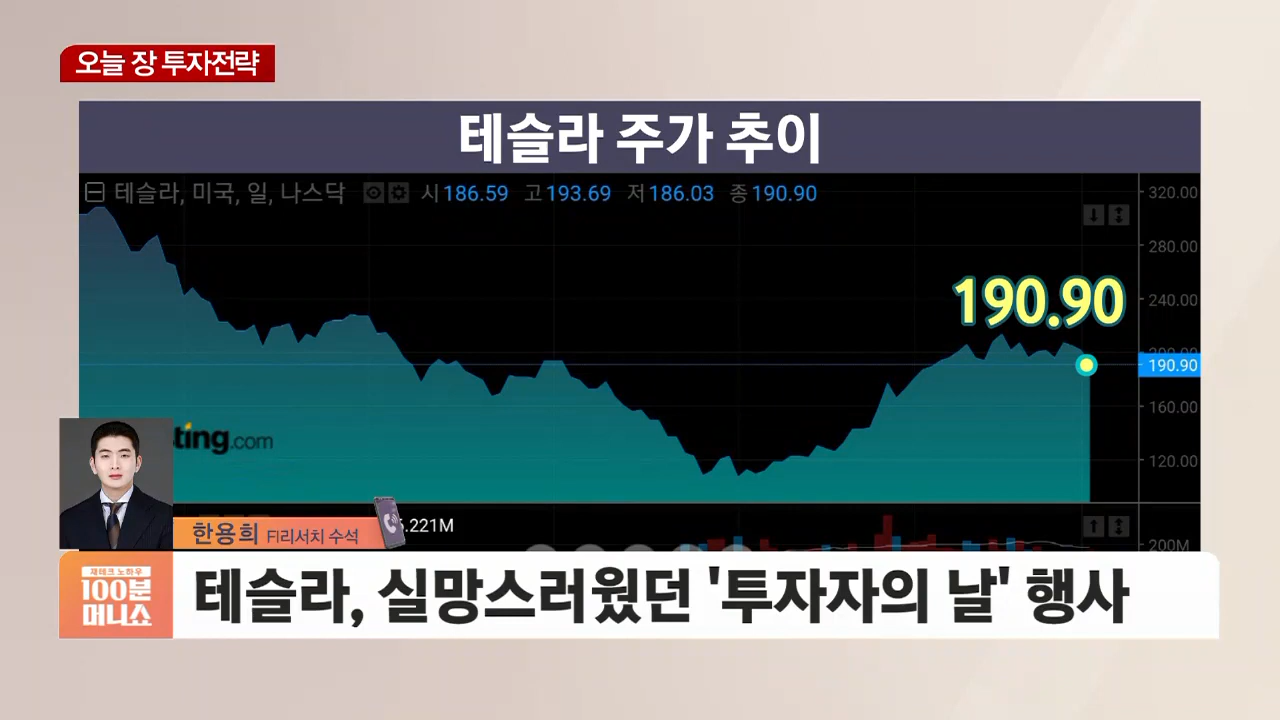 오늘 장 투자전략
테슬라 주가 추이
테슬라, 미국, 일, 나스닥 시186.59 고193.69 저186.03 종190.90
320.00
280.00
240.00
190.90
200.00
190.90
160.00
120.00
sting.com
한용희 FI리서치 수석
.221M
200M
재테크 노하우
100분
머니쇼
테슬라, 실망스러웠던 '투자자의 날' 행사